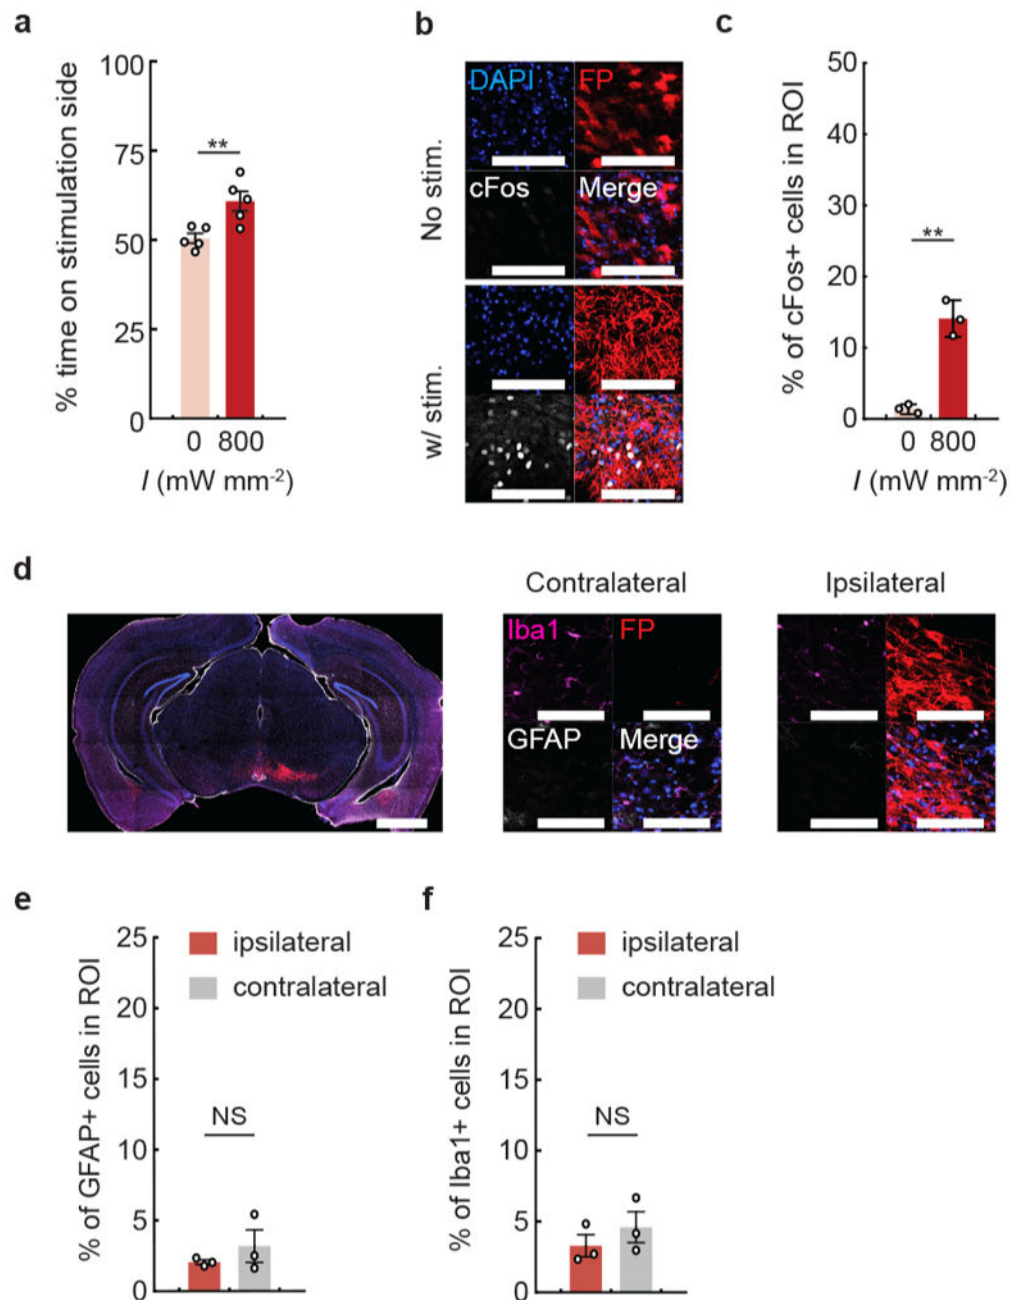 a
% time on stimulation side
100
75
50
25
0
**
0 800
I (mW mm-2)
b
No stim.
w/ stim.
DAPI
FP
cFos
Merge
c
% of cFos+ cells in ROI
50
40
30
20
10
0
**
0 800
I (mW mm-2)
d
Contralateral
Ipsilateral
Iba1
FP
GFAP
Merge
e
% of GFAP+ cells in ROI
25
20
15
10
5
0
ipsilateral
contralateral
NS
f
% of Iba1+ cells in ROI
25
20
15
10
5
0
ipsilateral
contralateral
NS